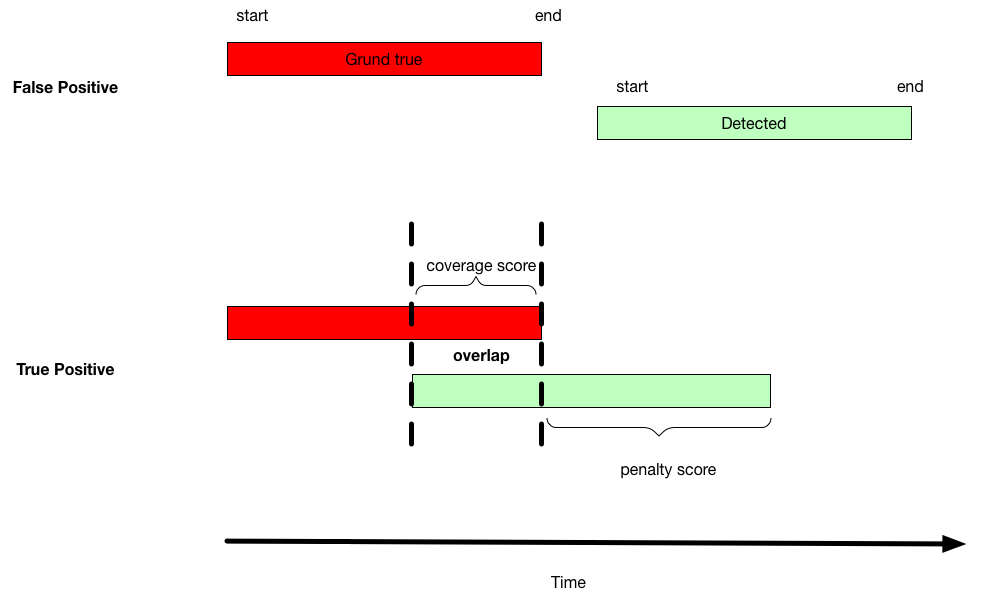 start
end
Grund true
False Positive
start
end
Detected
coverage score
overlap
True Positive
penalty score
Time